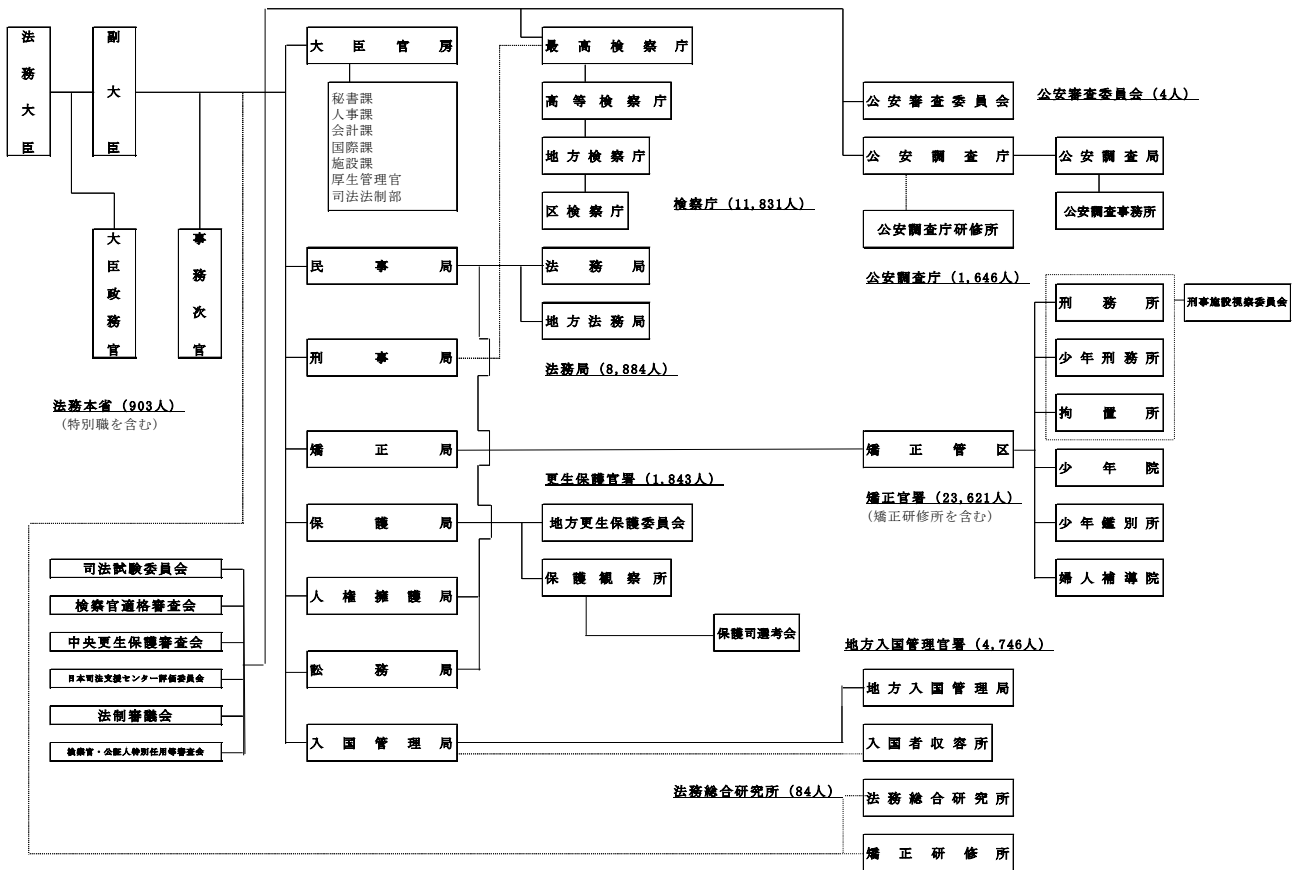 法務大臣
副大臣
大臣政務官
事務次官
法務本省（903人）
(特別職を含む)
司法試験委員会
検察官適格審査会
中央更生保護審査会
日本司法支援センター評価委員会
法制審議会
検察官・公証人特別任用等審査会
大臣官房
秘書課
人事課
会計課
国際課
施設課
厚生管理官
司法法制部
民事局
刑事局
矯正局
保護局
人権擁護局
訟務局
入国管理局
最高検察庁
高等検察庁
地方検察庁
区検察庁
検察庁（11,831人）
法務局
地方法務局
法務局（8,884人）
更生保護官署（1,843人）
地方更生保護委員会
保護観察所
保護司選考会
公安審査委員会
公安審査委員会（4人）
公安調査庁
公安調査局
公安調査庁研修所
公安調査事務所
公安調査庁（1,646人）
刑務所
刑事施設視察委員会
少年刑務所
拘置所
矯正管区
矯正官署（23,621人）
(矯正研修所を含む)
少年院
少年鑑別所
婦人補導院
地方入国管理官署（4,746人）
地方入国管理局
入国者収容所
法務総合研究所（84人）
法務総合研究所
矯正研修所